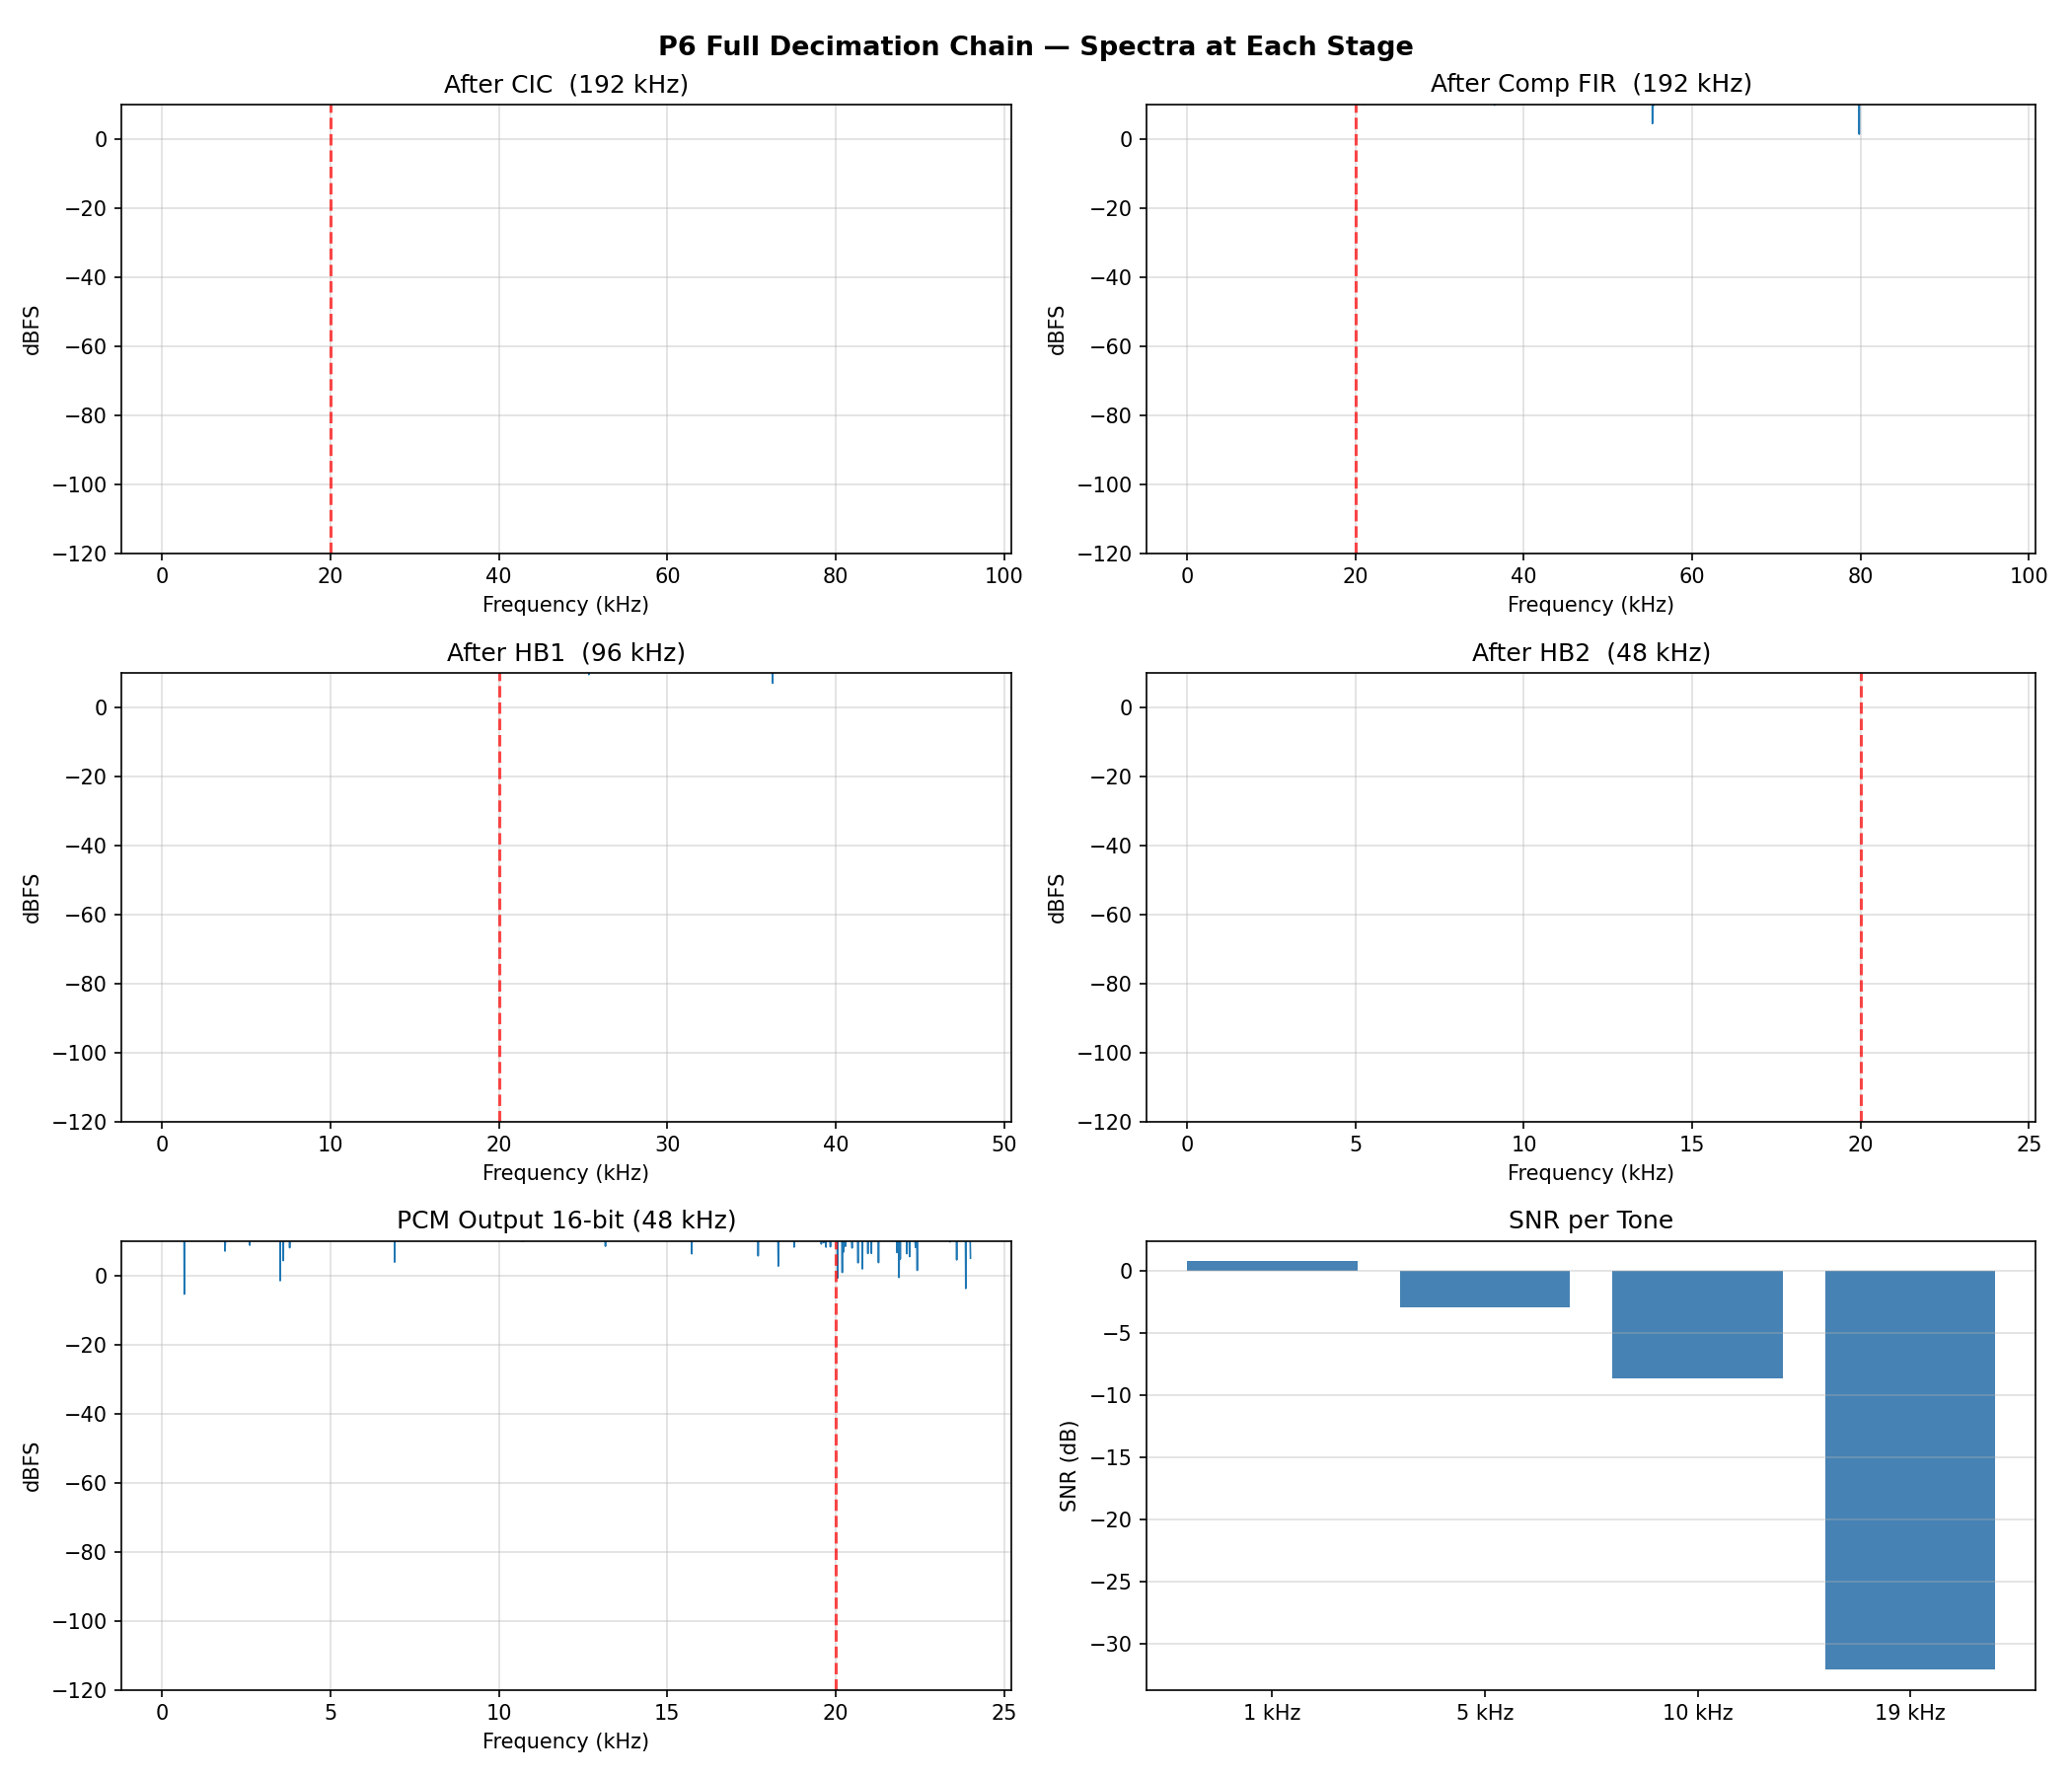 P6 Full Decimation Chain — Spectra at Each Stage
After CIC  (192 kHz)
0
−20
−40
−60
−80
−100
−120
dBFS
0 20 40 60 80 100
Frequency (kHz)
After Comp FIR  (192 kHz)
0
−20
−40
−60
−80
−100
−120
dBFS
0 20 40 60 80 100
Frequency (kHz)
After HB1  (96 kHz)
0
−20
−40
−60
−80
−100
−120
dBFS
0 10 20 30 40 50
Frequency (kHz)
After HB2  (48 kHz)
0
−20
−40
−60
−80
−100
−120
dBFS
0 5 10 15 20 25
Frequency (kHz)
PCM Output 16-bit (48 kHz)
0
−20
−40
−60
−80
−100
−120
dBFS
0 5 10 15 20 25
Frequency (kHz)
SNR per Tone
0
−5
−10
−15
−20
−25
−30
SNR (dB)
1 kHz 5 kHz 10 kHz 19 kHz